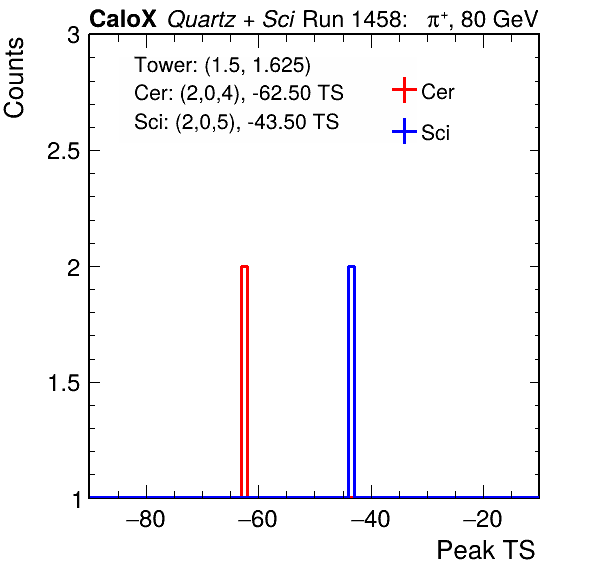 CaloX Quartz + Sci Run 1458: π⁺, 80 GeV
Counts
Tower: (1.5, 1.625)
Cer: (2,0,4), -62.50 TS
Sci: (2,0,5), -43.50 TS
Cer
Sci
3
2.5
2
1.5
1
−80 −60 −40 −20
Peak TS